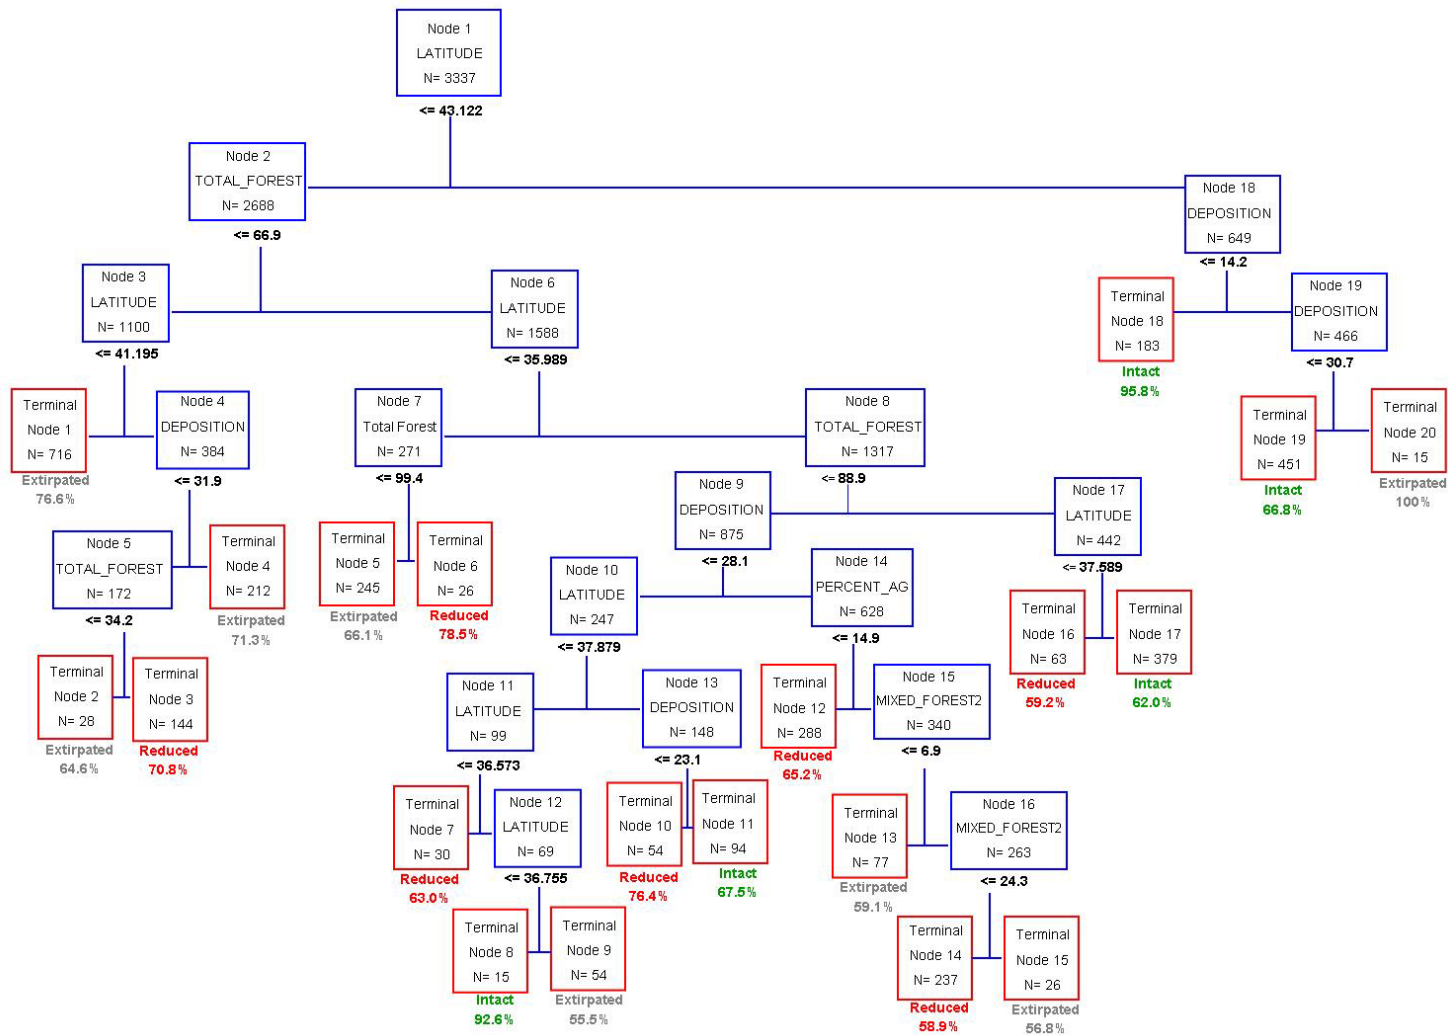 Node 1
LATITUDE
N= 3337
<= 43.122
Node 2
TOTAL_FOREST
N= 2688
<= 66.9
Node 18
DEPOSITION
N= 649
<= 14.2
Node 3
LATITUDE
N= 1100
<= 41.195
Node 6
LATITUDE
N= 1588
<= 35.989
Terminal
Node 18
N= 183
Intact
95.8%
Node 19
DEPOSITION
N= 466
<= 30.7
Terminal
Node 1
N= 716
Extirpated
76.6%
Node 4
DEPOSITION
N= 384
<= 31.9
Node 7
Total Forest
N= 271
<= 99.4
Node 8
TOTAL_FOREST
N= 1317
<= 88.9
Terminal
Node 19
N= 451
Intact
66.8%
Terminal
Node 20
N= 15
Extirpated
100%
Node 5
TOTAL_FOREST
N= 172
<= 34.2
Terminal
Node 4
N= 212
Extirpated
71.3%
Terminal
Node 5
N= 245
Extirpated
66.1%
Terminal
Node 6
N= 26
Reduced
78.5%
Node 9
DEPOSITION
N= 875
<= 28.1
Node 17
LATITUDE
N= 442
<= 37.589
Node 10
LATITUDE
N= 247
<= 37.879
Node 14
PERCENT_AG
N= 628
<= 14.9
Terminal
Node 16
N= 63
Reduced
59.2%
Terminal
Node 17
N= 379
Intact
62.0%
Terminal
Node 2
N= 28
Extirpated
64.6%
Terminal
Node 3
N= 144
Reduced
70.8%
Node 11
LATITUDE
N= 99
<= 36.573
Node 13
DEPOSITION
N= 148
<= 23.1
Terminal
Node 12
N= 288
Reduced
65.2%
Node 15
MIXED_FOREST2
N= 340
<= 6.9
Terminal
Node 7
N= 30
Reduced
63.0%
Node 12
LATITUDE
N= 69
<= 36.755
Terminal
Node 10
N= 54
Reduced
76.4%
Terminal
Node 11
N= 94
Intact
67.5%
Terminal
Node 13
N= 77
Extirpated
59.1%
Node 16
MIXED_FOREST2
N= 263
<= 24.3
Terminal
Node 8
N= 15
Intact
92.6%
Terminal
Node 9
N= 54
Extirpated
55.5%
Terminal
Node 14
N= 237
Reduced
58.9%
Terminal
Node 15
N= 26
Extirpated
56.8%